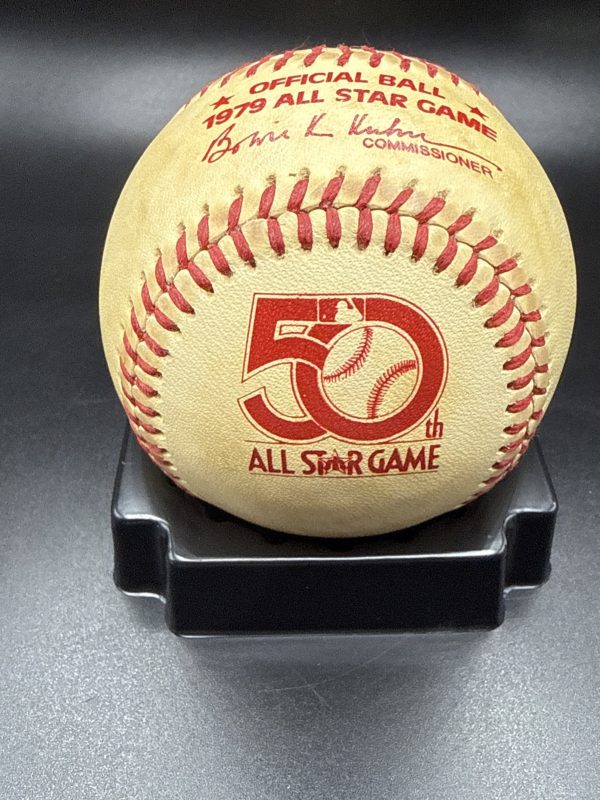 ★ OFFICIAL BALL ★
1979 ALL STAR GAME
Bowie K Kuhn
COMMISSIONER
50th
ALL STAR GAME